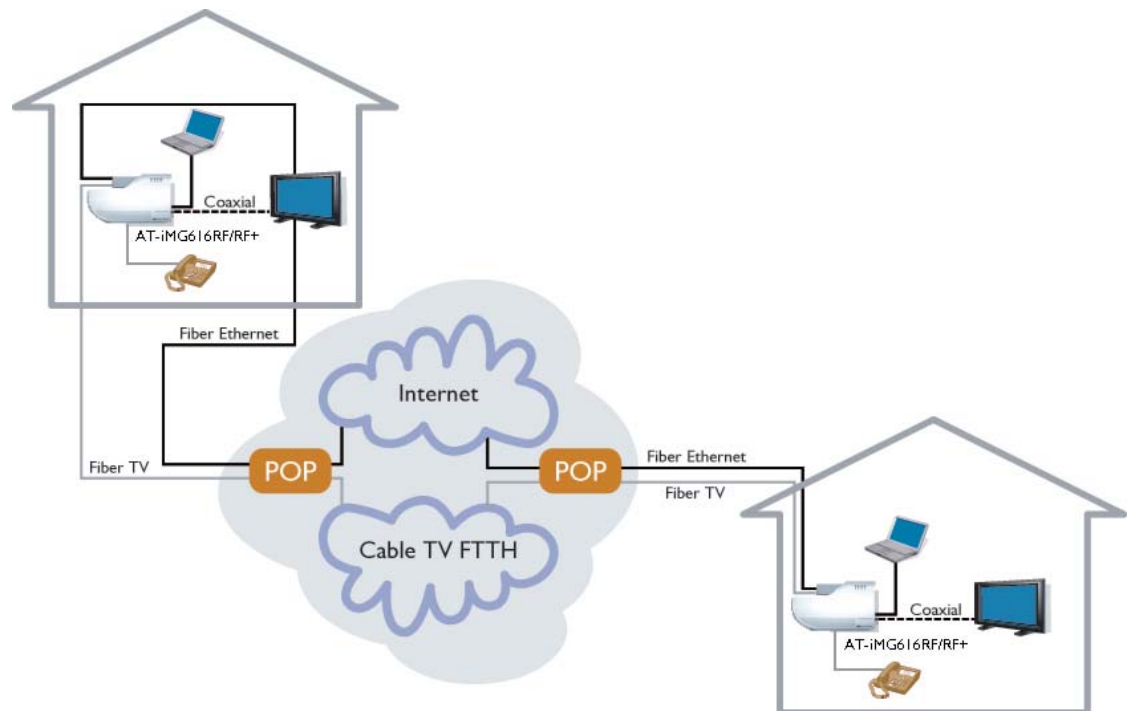 Coaxial
AT-iMG616RF/RF+
Fiber Ethernet
Internet
Fiber TV
POP
POP
Fiber Ethernet
Fiber TV
Cable TV FTTH
Coaxial
AT-iMG616RF/RF+